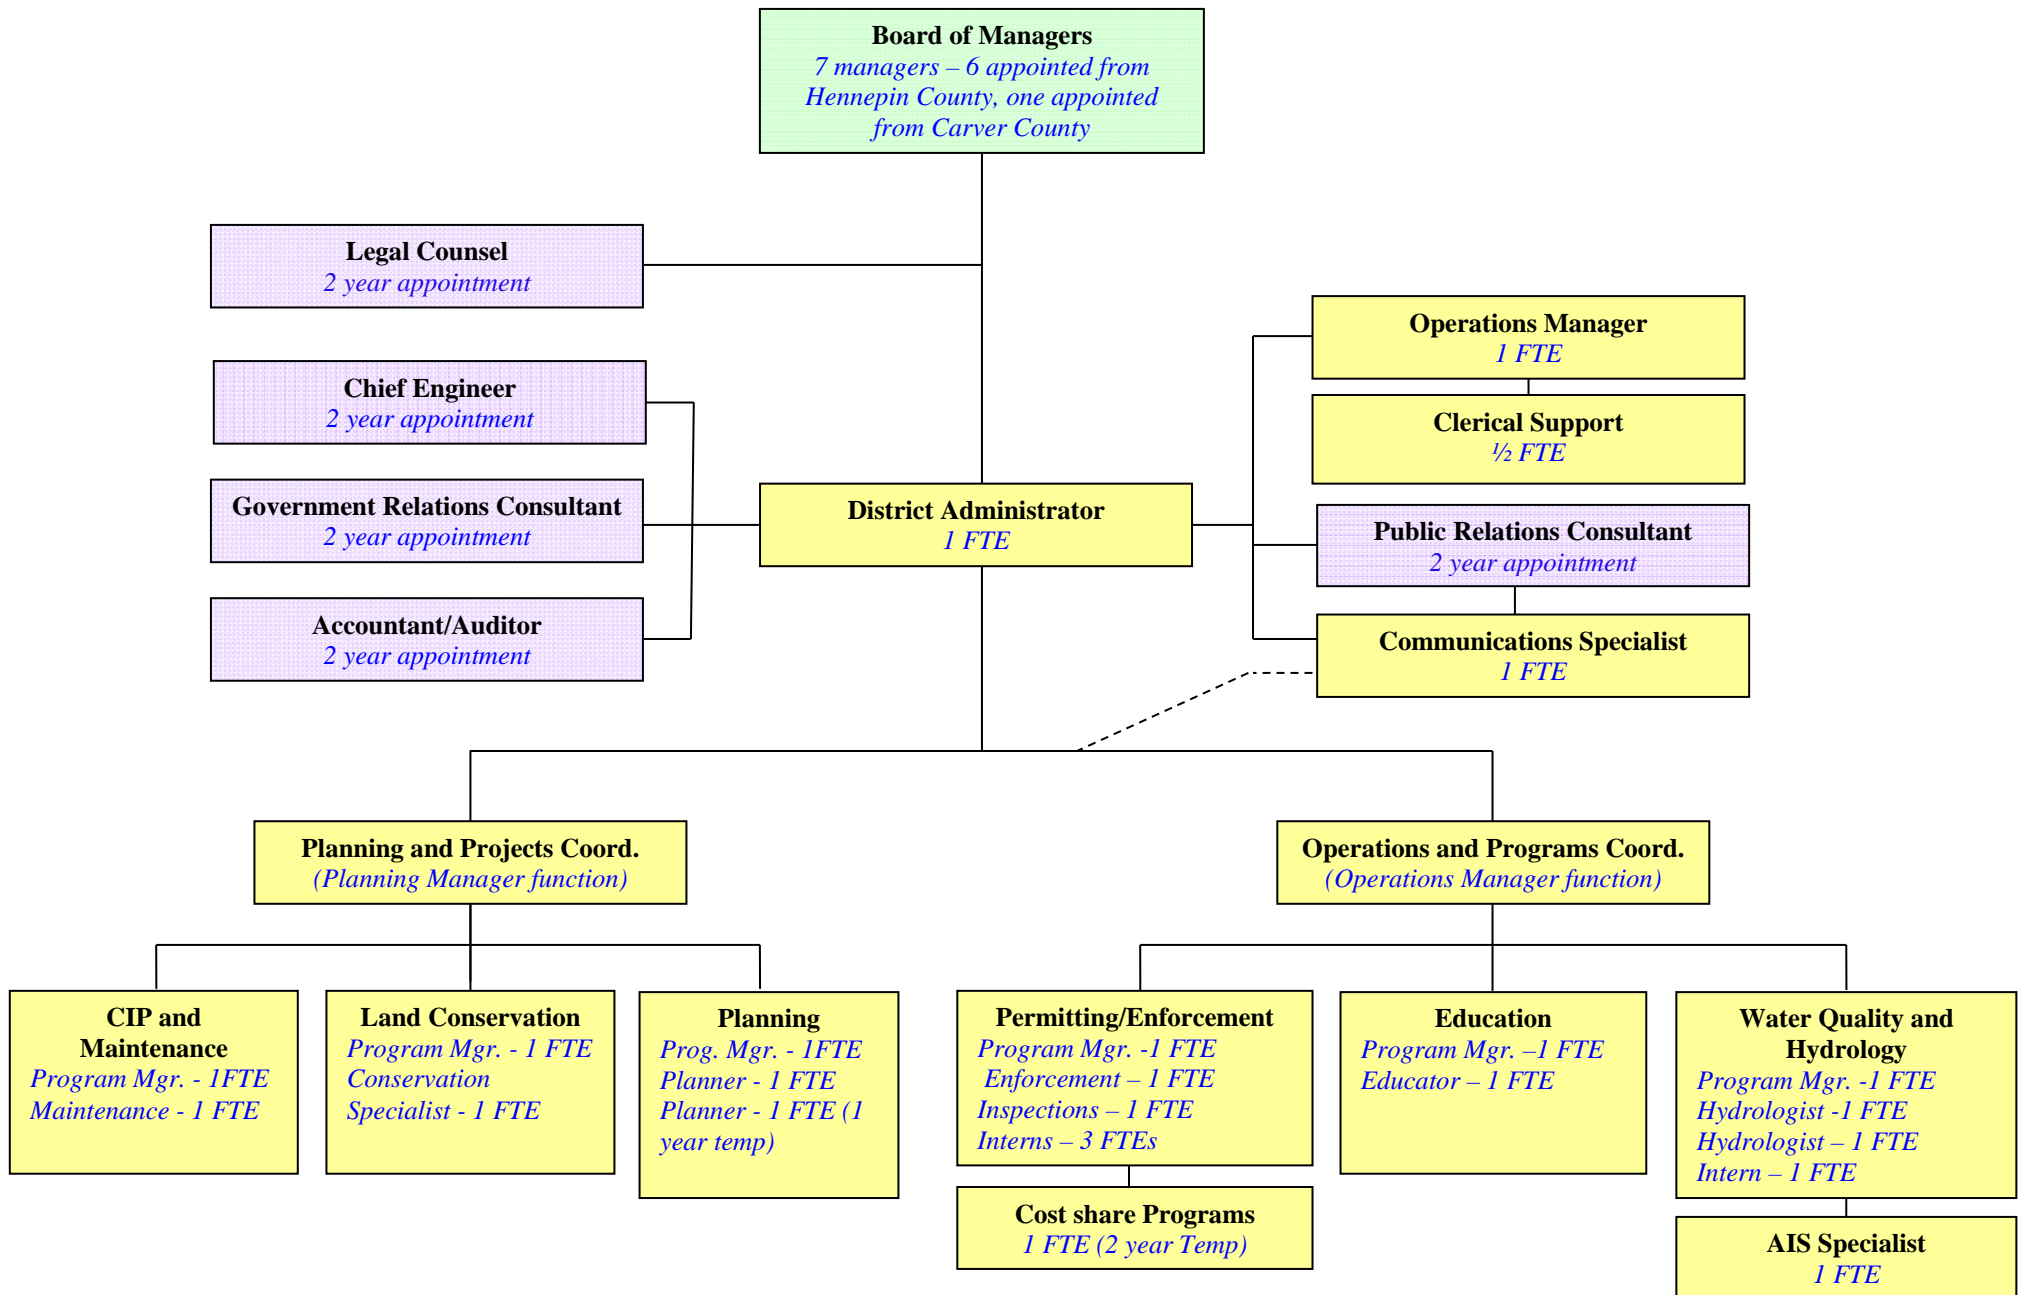 Board of Managers
7 managers – 6 appointed from
Hennepin County, one appointed
from Carver County
Legal Counsel
2 year appointment
Operations Manager
1 FTE
Chief Engineer
2 year appointment
Clerical Support
½ FTE
Government Relations Consultant
2 year appointment
District Administrator
1 FTE
Public Relations Consultant
2 year appointment
Accountant/Auditor
2 year appointment
Communications Specialist
1 FTE
Planning and Projects Coord.
(Planning Manager function)
Operations and Programs Coord.
(Operations Manager function)
CIP and
Maintenance
Program Mgr. - 1FTE
Maintenance - 1 FTE
Land Conservation
Program Mgr. - 1 FTE
Conservation
Specialist - 1 FTE
Planning
Prog. Mgr. - 1FTE
Planner - 1 FTE
Planner - 1 FTE (1
year temp)
Permitting/Enforcement
Program Mgr. -1 FTE
Enforcement – 1 FTE
Inspections – 1 FTE
Interns – 3 FTEs
Education
Program Mgr. –1 FTE
Educator – 1 FTE
Water Quality and
Hydrology
Program Mgr. -1 FTE
Hydrologist -1 FTE
Hydrologist – 1 FTE
Intern – 1 FTE
Cost share Programs
1 FTE (2 year Temp)
AIS Specialist
1 FTE